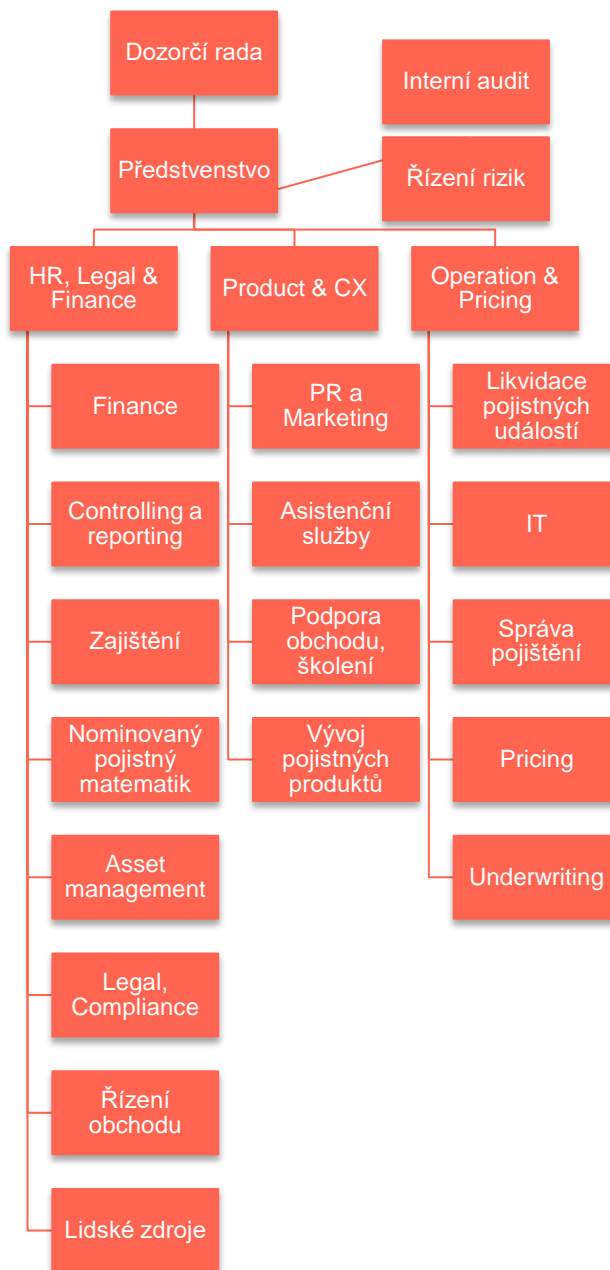 Dozorčí rada
Interní audit
Předstvenstvo
Řízení rizik
HR, Legal &
Finance
Product & CX
Operation &
Pricing
Finance
Controlling a
reporting
Zajištění
Nominovaný
pojistný
matematik
Asset
management
Legal,
Compliance
Řízení
obchodu
Lidské zdroje
PR a
Marketing
Asistenční
služby
Podpora
obchodu,
školení
Vývoj
pojistných
produktů
Likvidace
pojistných
událostí
IT
Správa
pojištění
Pricing
Underwriting